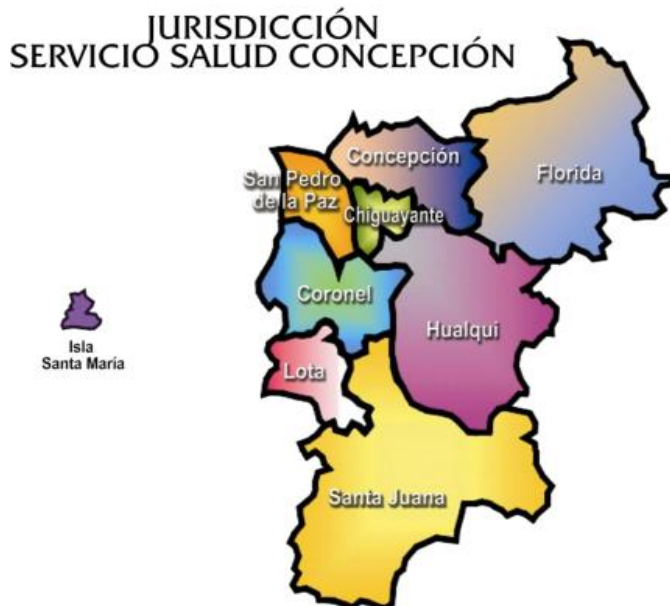 JURISDICCIÓN
SERVICIO SALUD CONCEPCIÓN
Concepción
Florida
San Pedro
de la Paz
Chiguayante
Coronel
Hualqui
Isla
Santa María
Lota
Santa Juana